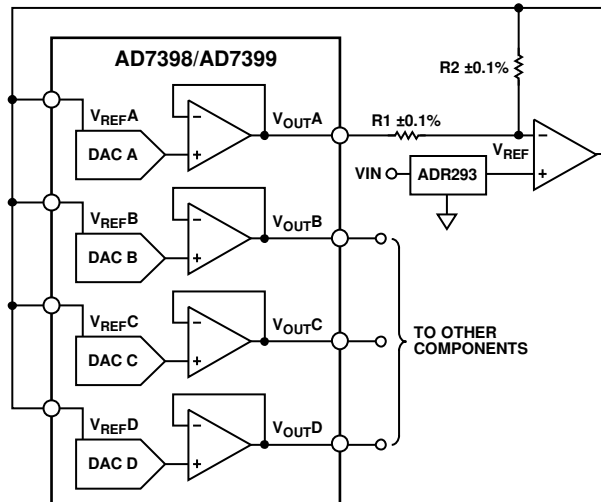 AD7398/AD7399
R2 ±0.1%
VREFA
VOUTA
R1 ±0.1%
DAC A
–
+
–
+
VREF
VIN
ADR293
VREFB
VOUTB
DAC B
–
+
VREFC
VOUTC
DAC C
–
+
TO OTHER
COMPONENTS
VREFD
VOUTD
DAC D
–
+